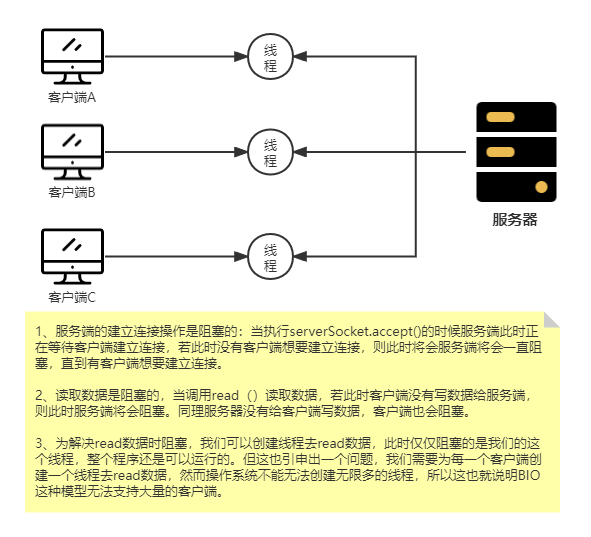 线
程
客户端A
线
程
客户端B
服务器
线
程
客户端C
1、服务端的建立连接操作是阻塞的：当执行serverSocket.accept()的时候服务端此时正
在等待客户端建立连接，若此时没有客户端想要建立连接，则此时将会服务端将会一直阻
塞，直到有客户端想要建立连接。
2、读取数据是阻塞的，当调用read（）读取数据，若此时客户端没有写数据给服务端，
则此时服务端将会阻塞。同理服务器没有给客户端写数据，客户端也会阻塞。
3、为解决read数据时阻塞，我们可以创建线程去read数据，此时仅仅阻塞的是我们的这
个线程，整个程序还是可以运行的。但这也引申出一个问题，我们需要为每一个客户端创
建一个线程去read数据，然而操作系统不能无法创建无限多的线程，所以这也就说明BIO
这种模型无法支持大量的客户端。